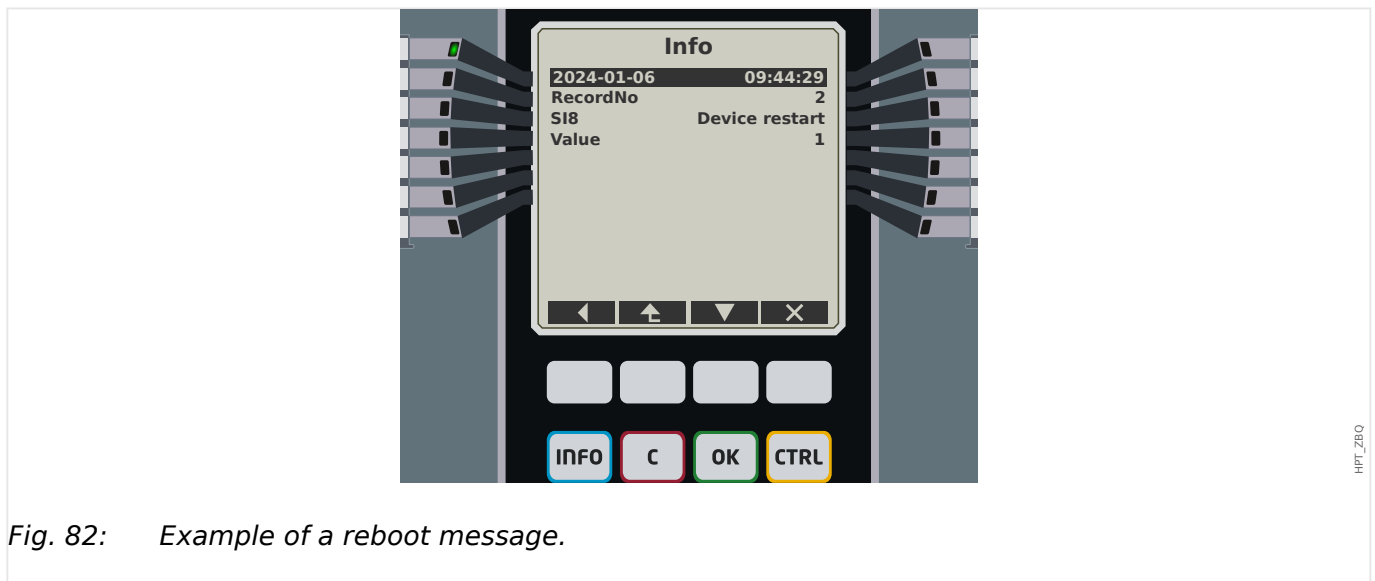 Info
2024-01-06 09:44:29
RecordNo 2
SI8 Device restart
Value 1
INFO C OK CTRL
HPT_ZBQ
Fig. 82: Example of a reboot message.